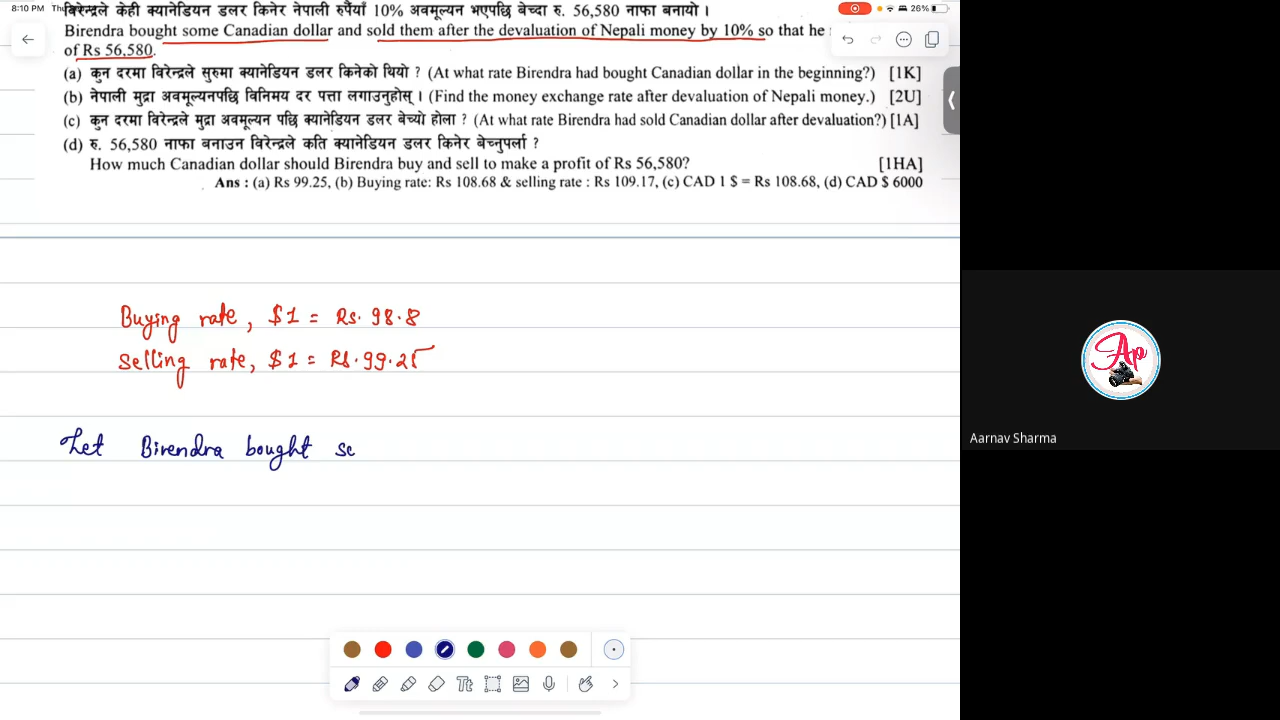 8:10 PM Thu
26%
बिरेन्द्रले केही क्यानेडियन डलर किनेर नेपाली रुपैयाँ 10% अवमूल्यन भएपछि बेच्दा रु. 56,580 नाफा बनायो ।
Birendra bought some Canadian dollar and sold them after the devaluation of Nepali money by 10% so that he
of Rs 56,580.
(a) कुन दरमा विरेन्द्रले सुरुमा क्यानेडियन डलर किनेको थियो ? (At what rate Birendra had bought Canadian dollar in the beginning?) [1K]
(b) नेपाली मुद्रा अवमूल्यनपछि विनिमय दर पत्ता लगाउनुहोस् । (Find the money exchange rate after devaluation of Nepali money.) [2U]
(c) कुन दरमा विरेन्द्रले मुद्रा अवमूल्यन पछि क्यानेडियन डलर बेच्यो होला ? (At what rate Birendra had sold Canadian dollar after devaluation?) [1A]
(d) रु. 56,580 नाफा बनाउन विरेन्द्रले कति क्यानेडियन डलर किनेर बेच्नुपर्ला ?
How much Canadian dollar should Birendra buy and sell to make a profit of Rs 56,580? [1HA]
Ans : (a) Rs 99.25, (b) Buying rate: Rs 108.68 & selling rate : Rs 109.17, (c) CAD 1 $ = Rs 108.68, (d) CAD $ 6000
Buying rate, $1 = Rs. 98.8
Selling rate, $1 = Rs. 99.25
Let Birendra bought so
Ap
Aarnav Sharma
Tt